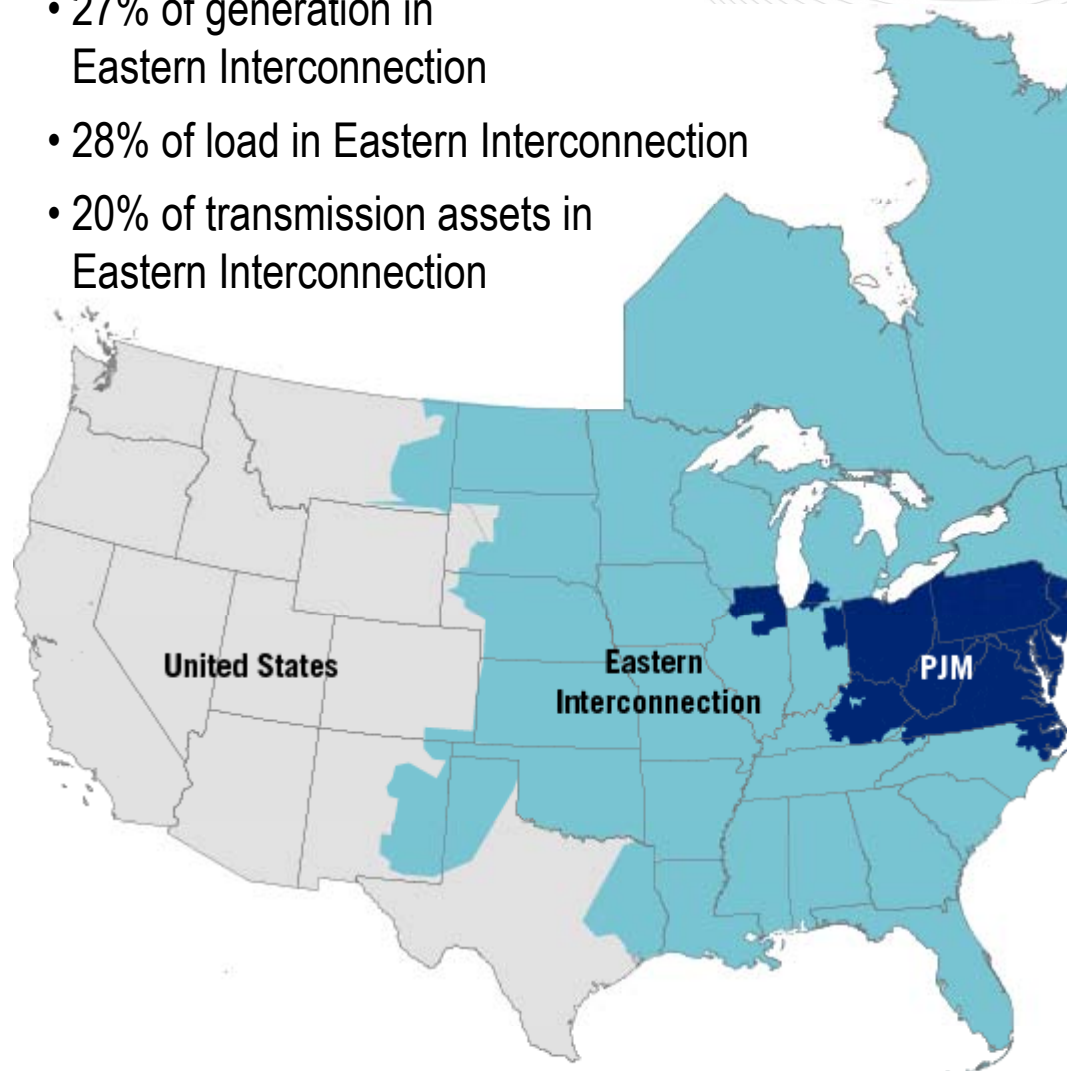 • 27% of generation in
Eastern Interconnection
• 28% of load in Eastern Interconnection
• 20% of transmission assets in
Eastern Interconnection
United States
Eastern
Interconnection
PJM